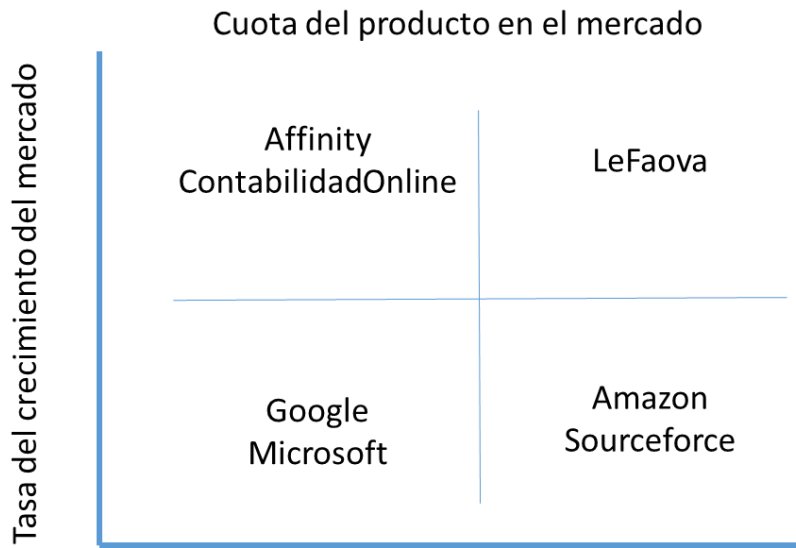 Cuota del producto en el mercado
Tasa del crecimiento del mercado
Affinity
ContabilidadOnline
LeFaova
Google
Microsoft
Amazon
Sourceforce